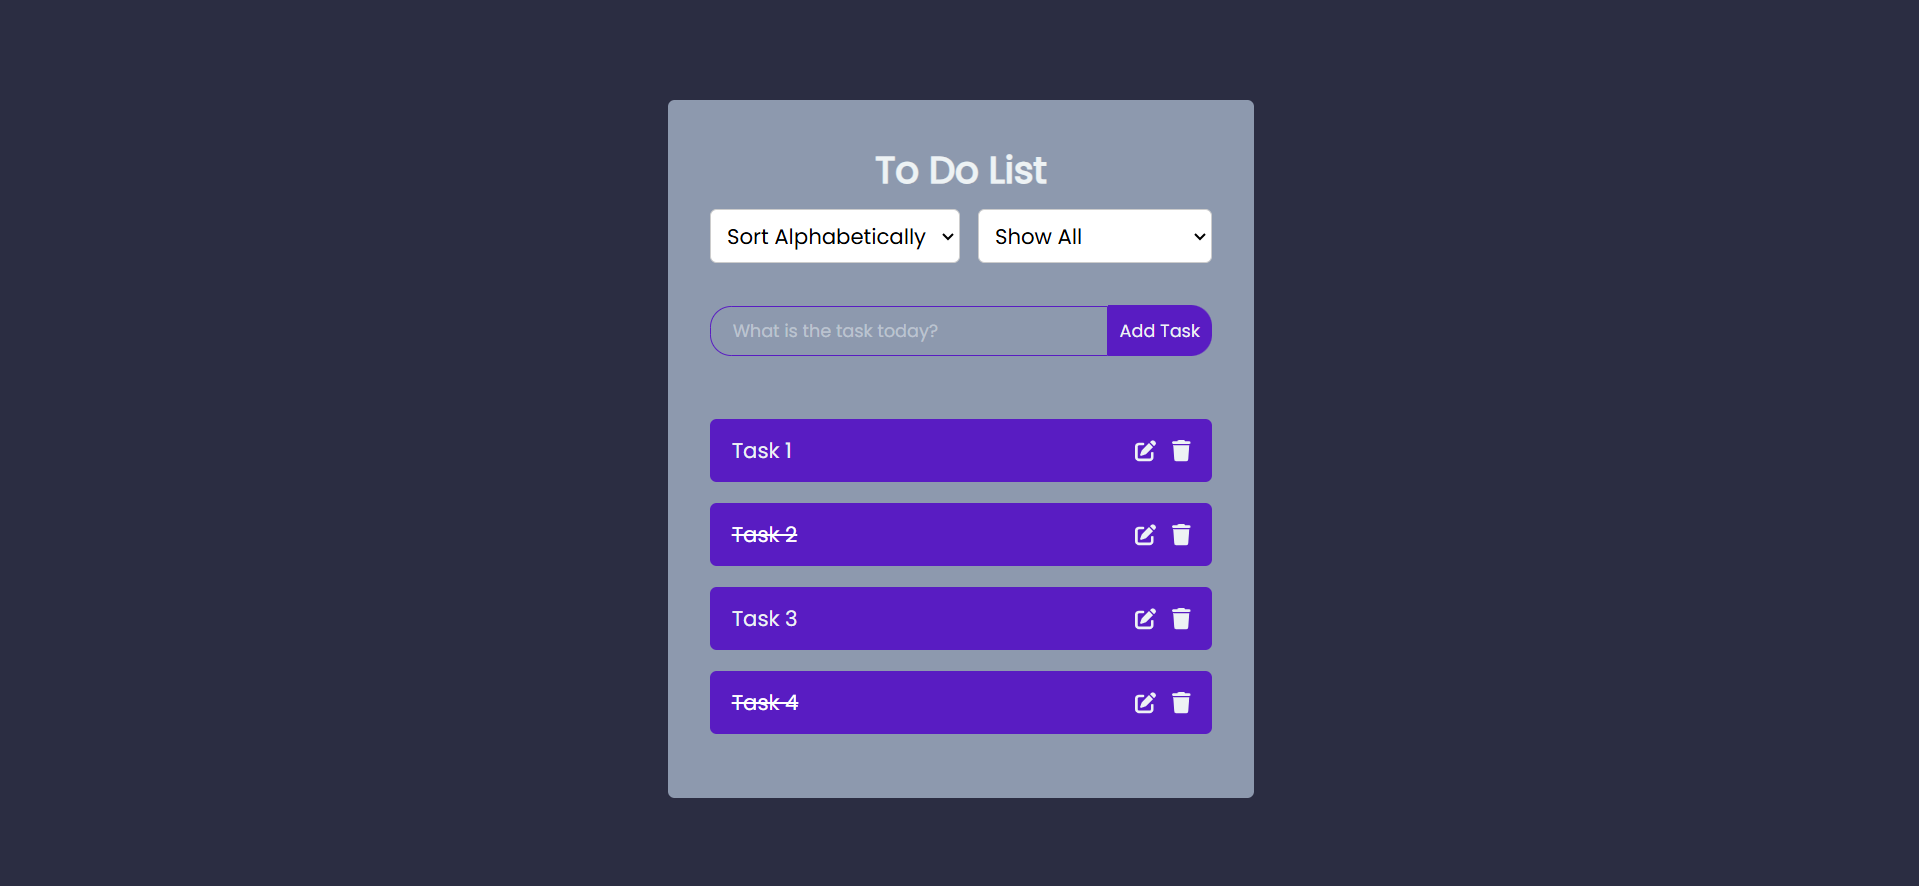 To Do List
Sort Alphabetically Show All
What is the task today? Add Task
Task 1
Task 2
Task 3
Task 4